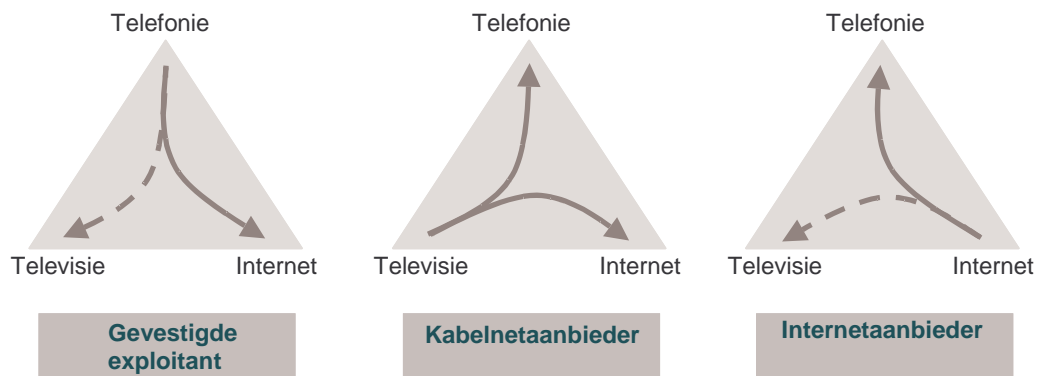 Telefonie
Telefonie
Telefonie
Televisie
Internet
Televisie
Internet
Televisie
Internet
Gevestigde
exploitant
Kabelnetaanbieder
Internetaanbieder